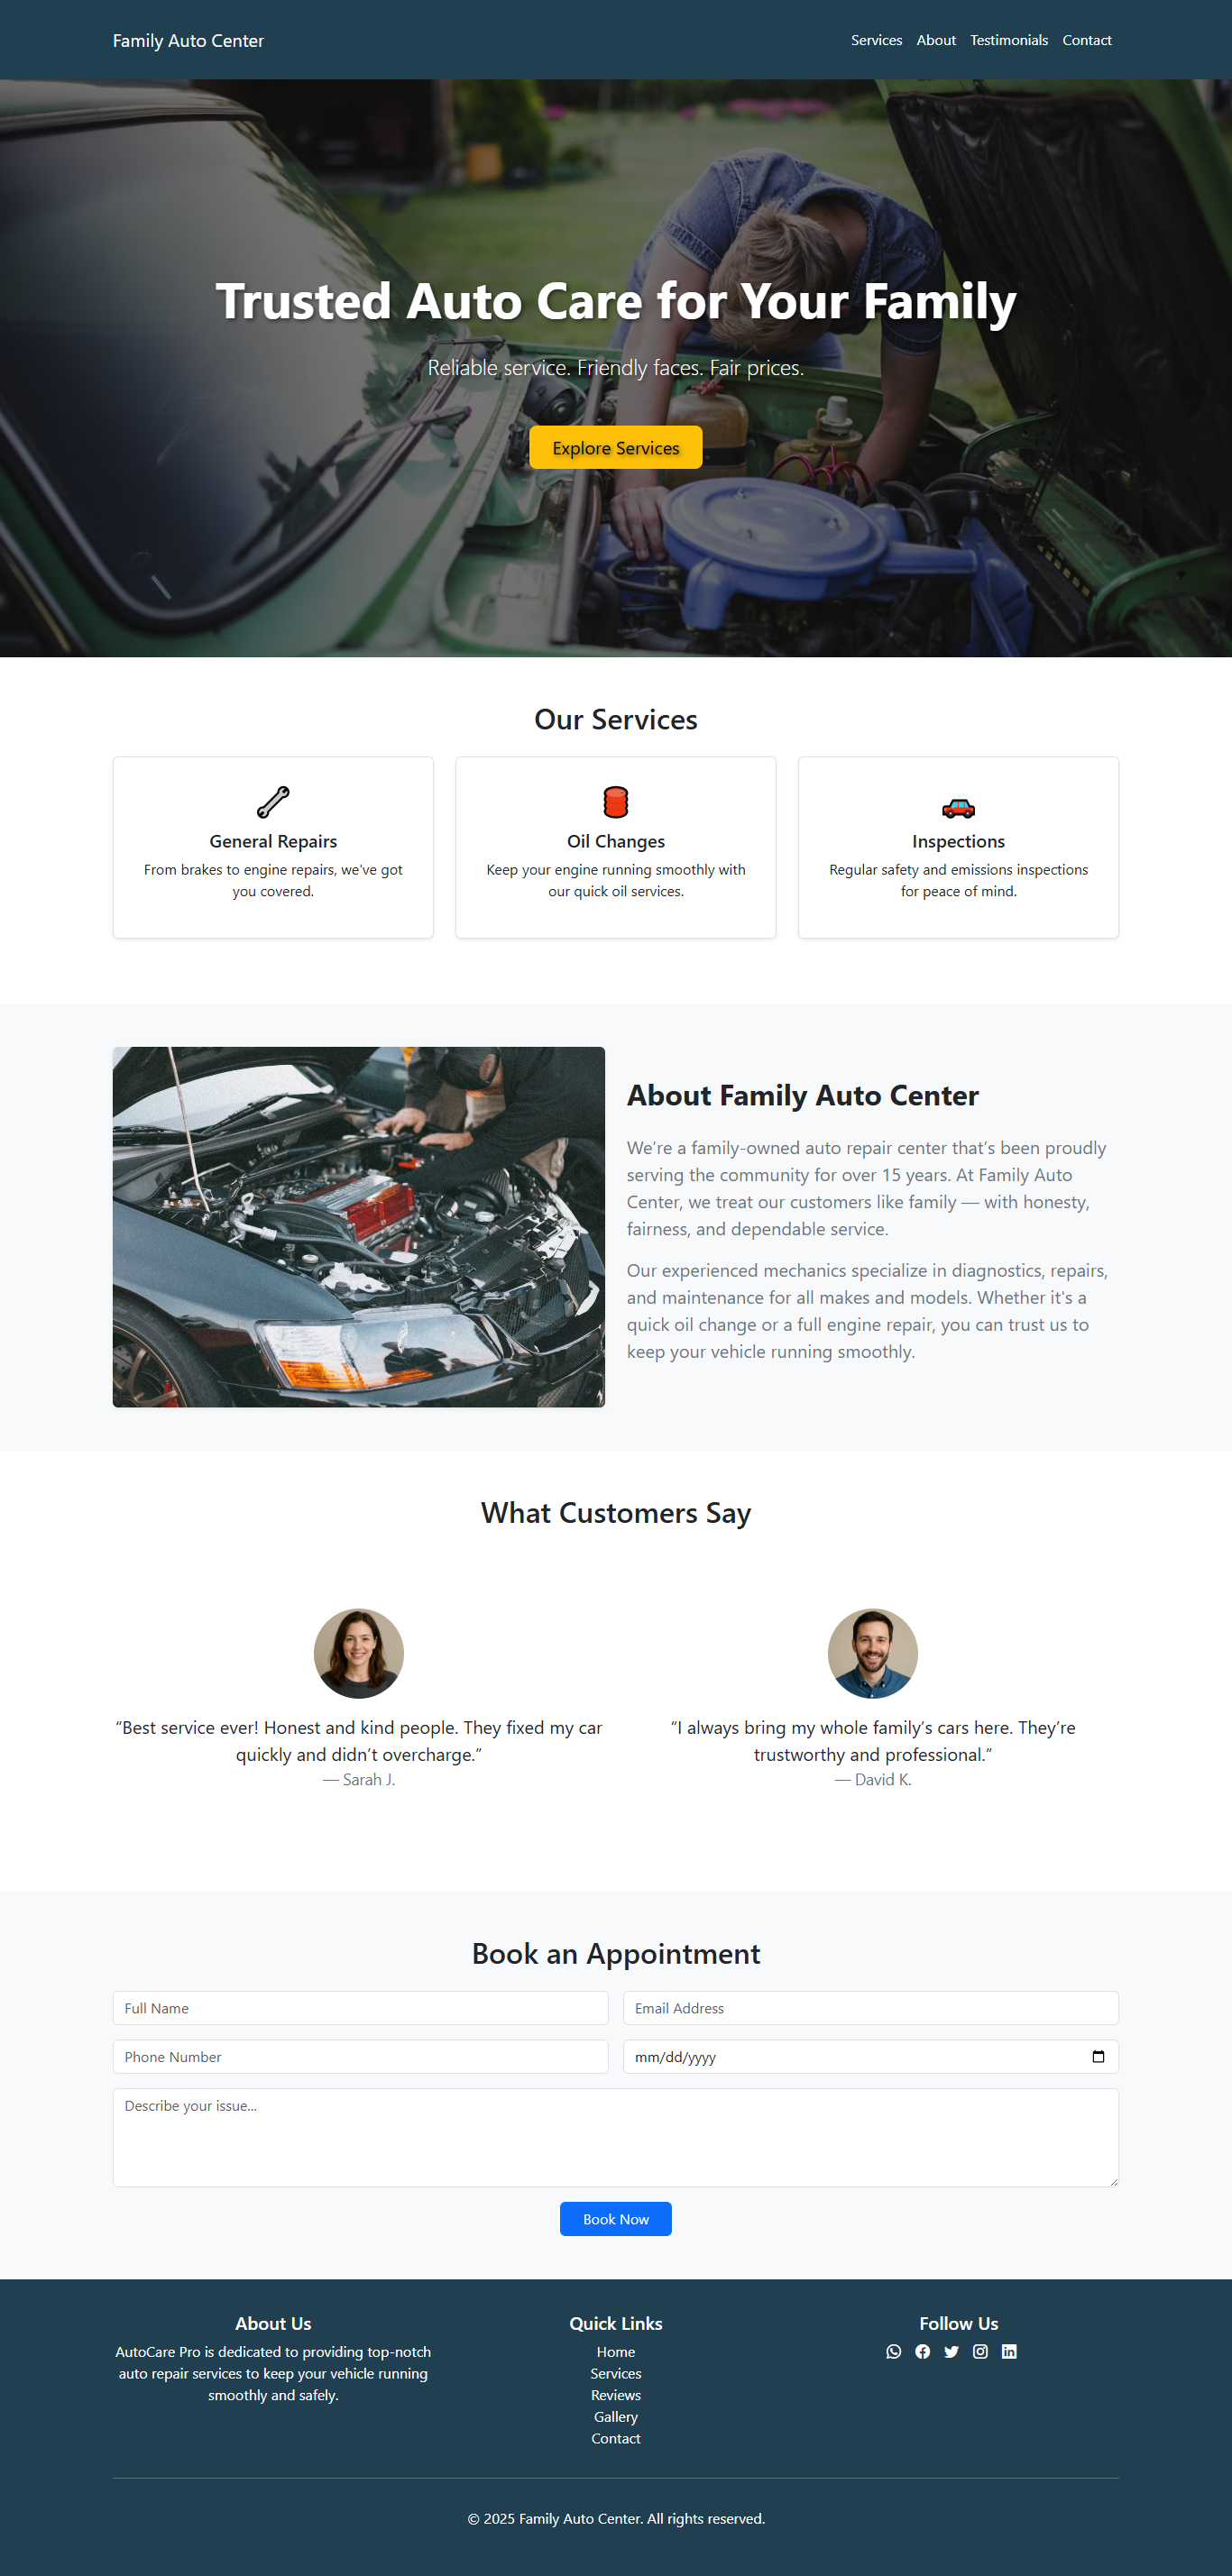 Family Auto Center
Services About Testimonials Contact
Trusted Auto Care for Your Family
Reliable service. Friendly faces. Fair prices.
Explore Services
Our Services
General Repairs
From brakes to engine repairs, we've got
you covered.
Oil Changes
Keep your engine running smoothly with
our quick oil services.
Inspections
Regular safety and emissions inspections
for peace of mind.
About Family Auto Center
We’re a family-owned auto repair center that’s been proudly
serving the community for over 15 years. At Family Auto
Center, we treat our customers like family — with honesty,
fairness, and dependable service.
Our experienced mechanics specialize in diagnostics, repairs,
and maintenance for all makes and models. Whether it's a
quick oil change or a full engine repair, you can trust us to
keep your vehicle running smoothly.
What Customers Say
“Best service ever! Honest and kind people. They fixed my car
quickly and didn’t overcharge.”
— Sarah J.
“I always bring my whole family’s cars here. They’re
trustworthy and professional.”
— David K.
Book an Appointment
Full Name
Email Address
Phone Number
mm/dd/yyyy
Describe your issue...
Book Now
About Us
AutoCare Pro is dedicated to providing top-notch
auto repair services to keep your vehicle running
smoothly and safely.
Quick Links
Home
Services
Reviews
Gallery
Contact
Follow Us
© 2025 Family Auto Center. All rights reserved.